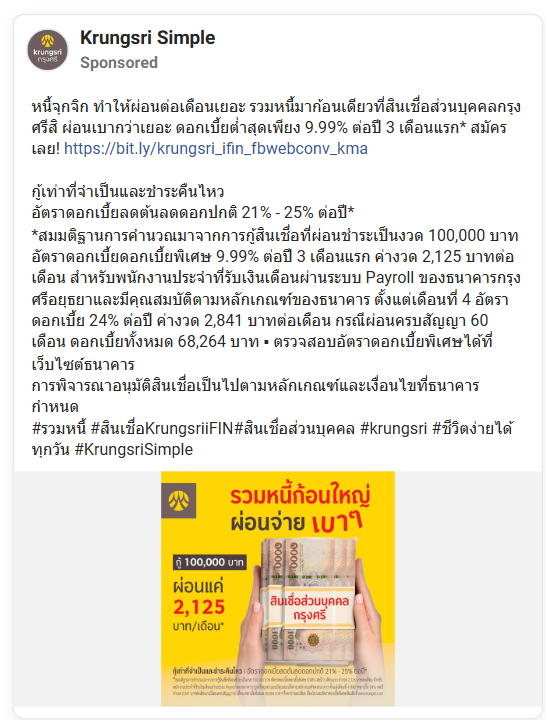 Krungsri Simple
Sponsored
krungsri
กรุงศรี
หนี้จุกจิก ทำให้ผ่อนต่อเดือนเยอะ รวมหนี้มาก้อนเดียวที่สินเชื่อส่วนบุคคลกรุง
ศรีสิ ผ่อนเบากว่าเยอะ ดอกเบี้ยต่ำสุดเพียง 9.99% ต่อปี 3 เดือนแรก* สมัคร
เลย! https://bit.ly/krungsri_ifin_fbwebconv_kma
กู้เท่าที่จำเป็นและชำระคืนไหว
อัตราดอกเบี้ยลดต้นลดดอกปกติ 21% - 25% ต่อปี*
*สมมติฐานการคำนวณมาจากการกู้สินเชื่อที่ผ่อนชำระเป็นงวด 100,000 บาท
อัตราดอกเบี้ยดอกเบี้ยพิเศษ 9.99% ต่อปี 3 เดือนแรก ค่างวด 2,125 บาทต่อ
เดือน สำหรับพนักงานประจำที่รับเงินเดือนผ่านระบบ Payroll ของธนาคารกรุง
ศรีอยุธยาและมีคุณสมบัติตามหลักเกณฑ์ของธนาคาร ตั้งแต่เดือนที่ 4 อัตรา
ดอกเบี้ย 24% ต่อปี ค่างวด 2,841 บาทต่อเดือน กรณีผ่อนครบสัญญา 60
เดือน ดอกเบี้ยทั้งหมด 68,264 บาท ▪ ตรวจสอบอัตราดอกเบี้ยพิเศษได้ที่
เว็บไซต์ธนาคาร
การพิจารณาอนุมัติสินเชื่อเป็นไปตามหลักเกณฑ์และเงื่อนไขที่ธนาคาร
กำหนด
#รวมหนี้ #สินเชื่อKrungsriiFIN#สินเชื่อส่วนบุคคล #krungsri #ชีวิตง่ายได้
ทุกวัน #KrungsriSimple
รวมหนี้ก้อนใหญ่
ผ่อนจ่าย เบาๆ
กู้ 100,000 บาท
ผ่อนแค่
2,125
บาท/เดือน*
สินเชื่อส่วนบุคคล
กรุงศรี
กู้เท่าที่จำเป็นและชำระคืนไหว | อัตราดอกเบี้ยลดต้นลดดอกปกติ 21% - 25% ต่อปี*